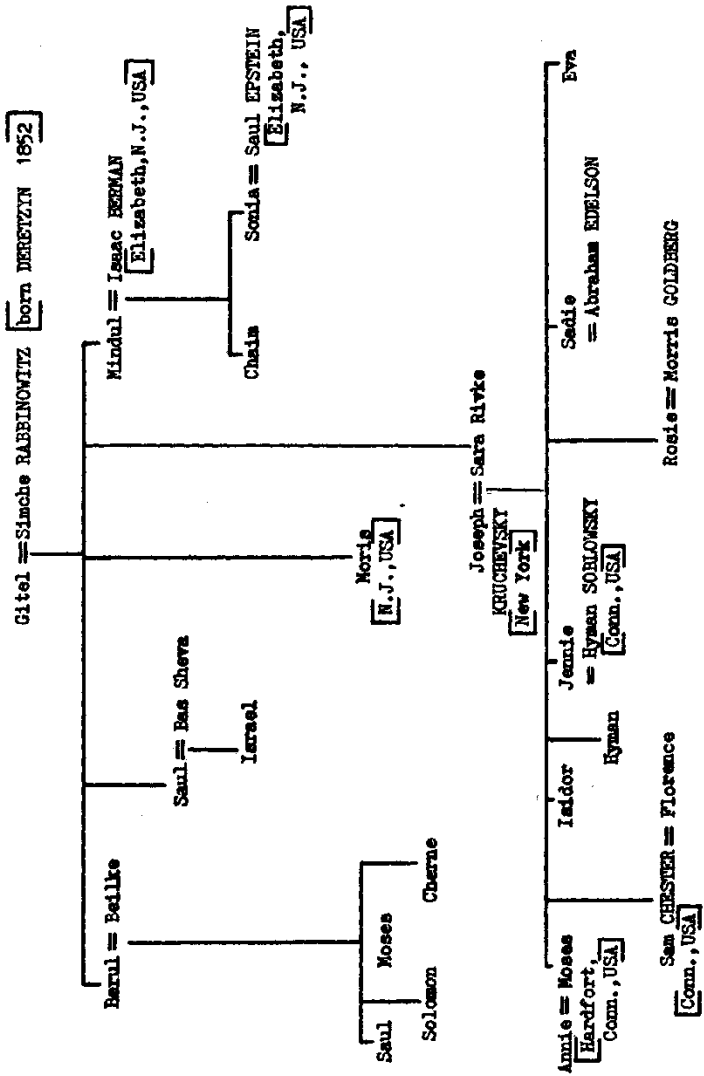 Gitel = Simche RABBINOWITZ [born DERETZYN 1852]
Berul = Beilke
Saul = Bas Sheva
Israel
Moris
[N.J.,USA]
Mindul = Isaac BERMAN
[Elizabeth,N.J.,USA]
Chaim
Sonia = Saul EPSTEIN
[Elizabeth,
N.J., USA]
Saul
Solomon
Moses
Cherne
Joseph = Sara Rivke
KRUCHEVSKY
[New York]
Annie = Moses
[Hardfort,
Conn.,USA]
Sam CHESTER = Florence
[Conn.,USA]
Isidor
Hyman
Jennie
= Hyman SOBLOWSKY
[Conn.,USA]
Rosie = Morris GOLDBERG
Sadie
= Abraham EDELSON
Eva